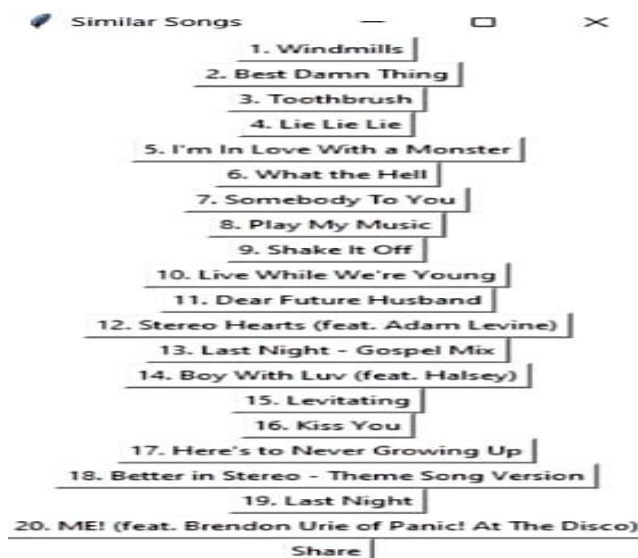 Similar Songs
1. Windmills
2. Best Damn Thing
3. Toothbrush
4. Lie Lie Lie
5. I'm In Love With a Monster
6. What the Hell
7. Somebody To You
8. Play My Music
9. Shake It Off
10. Live While We're Young
11. Dear Future Husband
12. Stereo Hearts (feat. Adam Levine)
13. Last Night - Gospel Mix
14. Boy With Luv (feat. Halsey)
15. Levitating
16. Kiss You
17. Here's to Never Growing Up
18. Better in Stereo - Theme Song Version
19. Last Night
20. ME! (feat. Brendon Urie of Panic! At The Disco)
Share